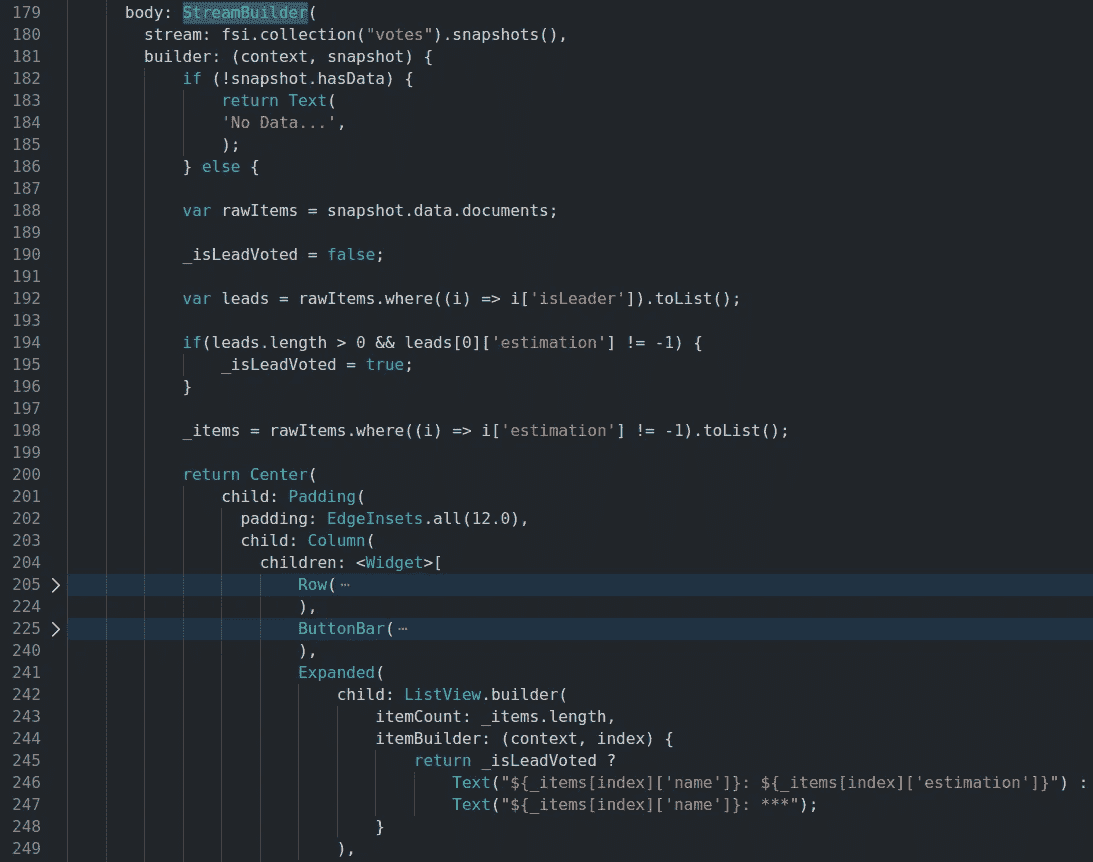 179 body: StreamBuilder(
180 stream: fsi.collection("votes").snapshots(),
181 builder: (context, snapshot) {
182 if (!snapshot.hasData) {
183 return Text(
184 'No Data...',
185 );
186 } else {
187
188 var rawItems = snapshot.data.documents;
189
190 _isLeadVoted = false;
191
192 var leads = rawItems.where((i) => i['isLeader']).toList();
193
194 if(leads.length > 0 && leads[0]['estimation'] != -1) {
195 _isLeadVoted = true;
196 }
197
198 _items = rawItems.where((i) => i['estimation'] != -1).toList();
199
200 return Center(
201 child: Padding(
202 padding: EdgeInsets.all(12.0),
203 child: Column(
204 children: <Widget>[
205 Row(⋯
224 ),
225 ButtonBar(⋯
240 ),
241 Expanded(
242 child: ListView.builder(
243 itemCount: _items.length,
244 itemBuilder: (context, index) {
245 return _isLeadVoted ?
246 Text("${_items[index]['name']}: ${_items[index]['estimation']}") :
247 Text("${_items[index]['name']}: ***");
248 }
249 ),